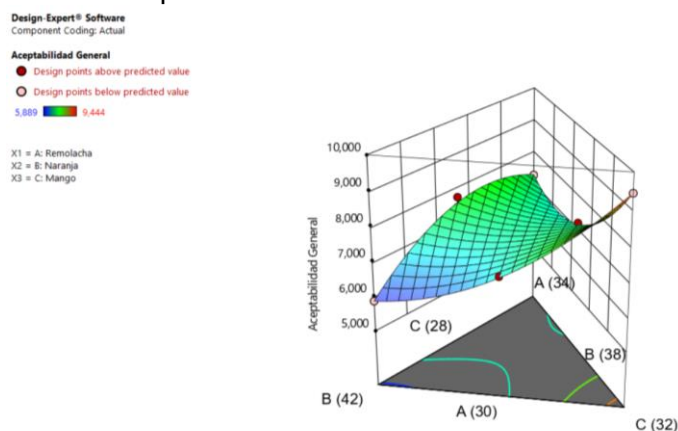 Design-Expert® Software
Component Coding: Actual
Aceptabilidad General
Design points above predicted value
Design points below predicted value
5,889 9,444
X1 = A: Remolacha
X2 = B: Naranja
X3 = C: Mango
10,000
9,000
8,000
7,000
6,000
5,000
Aceptabilidad General
A (34)
C (28)
B (38)
B (42)
A (30)
C (32)